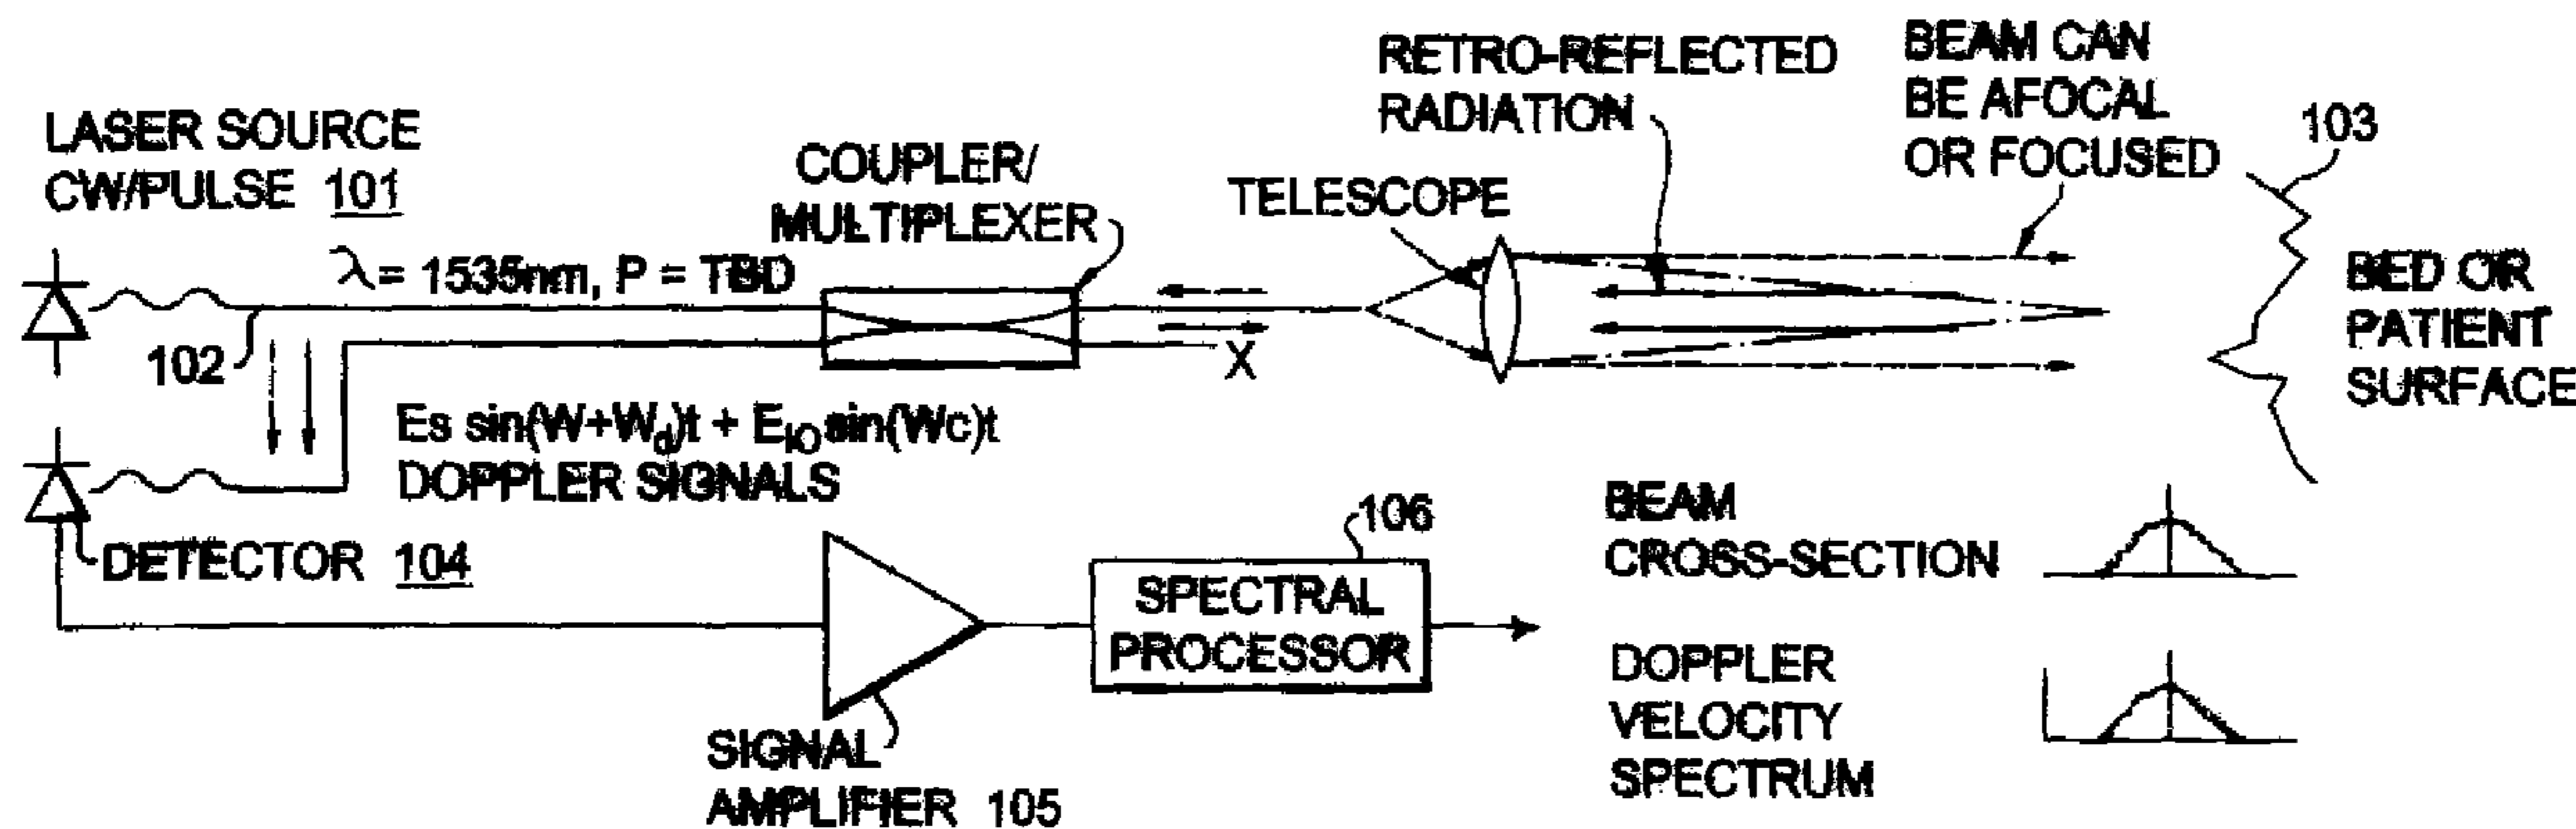 LASER SOURCE
CW/PULSE 101
λ = 1535nm, P = TBD
COUPLER/
MULTIPLEXER
TELESCOPE
RETRO-REFLECTED
RADIATION
BEAM CAN
BE AFOCAL
OR FOCUSED
103
BED OR
PATIENT
SURFACE
102
X
Es sin(W+Wd)t + ElO sin(Wc)t
DOPPLER SIGNALS
DETECTOR 104
SIGNAL
AMPLIFIER 105
106
SPECTRAL
PROCESSOR
BEAM
CROSS-SECTION
DOPPLER
VELOCITY
SPECTRUM